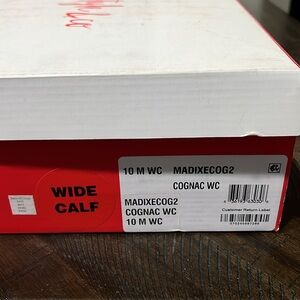 10 M WC MADIXECOG2
COGNAC WC
WIDE
CALF
MADIXECOG2
COGNAC WC
10 M WC
Customer Return Label